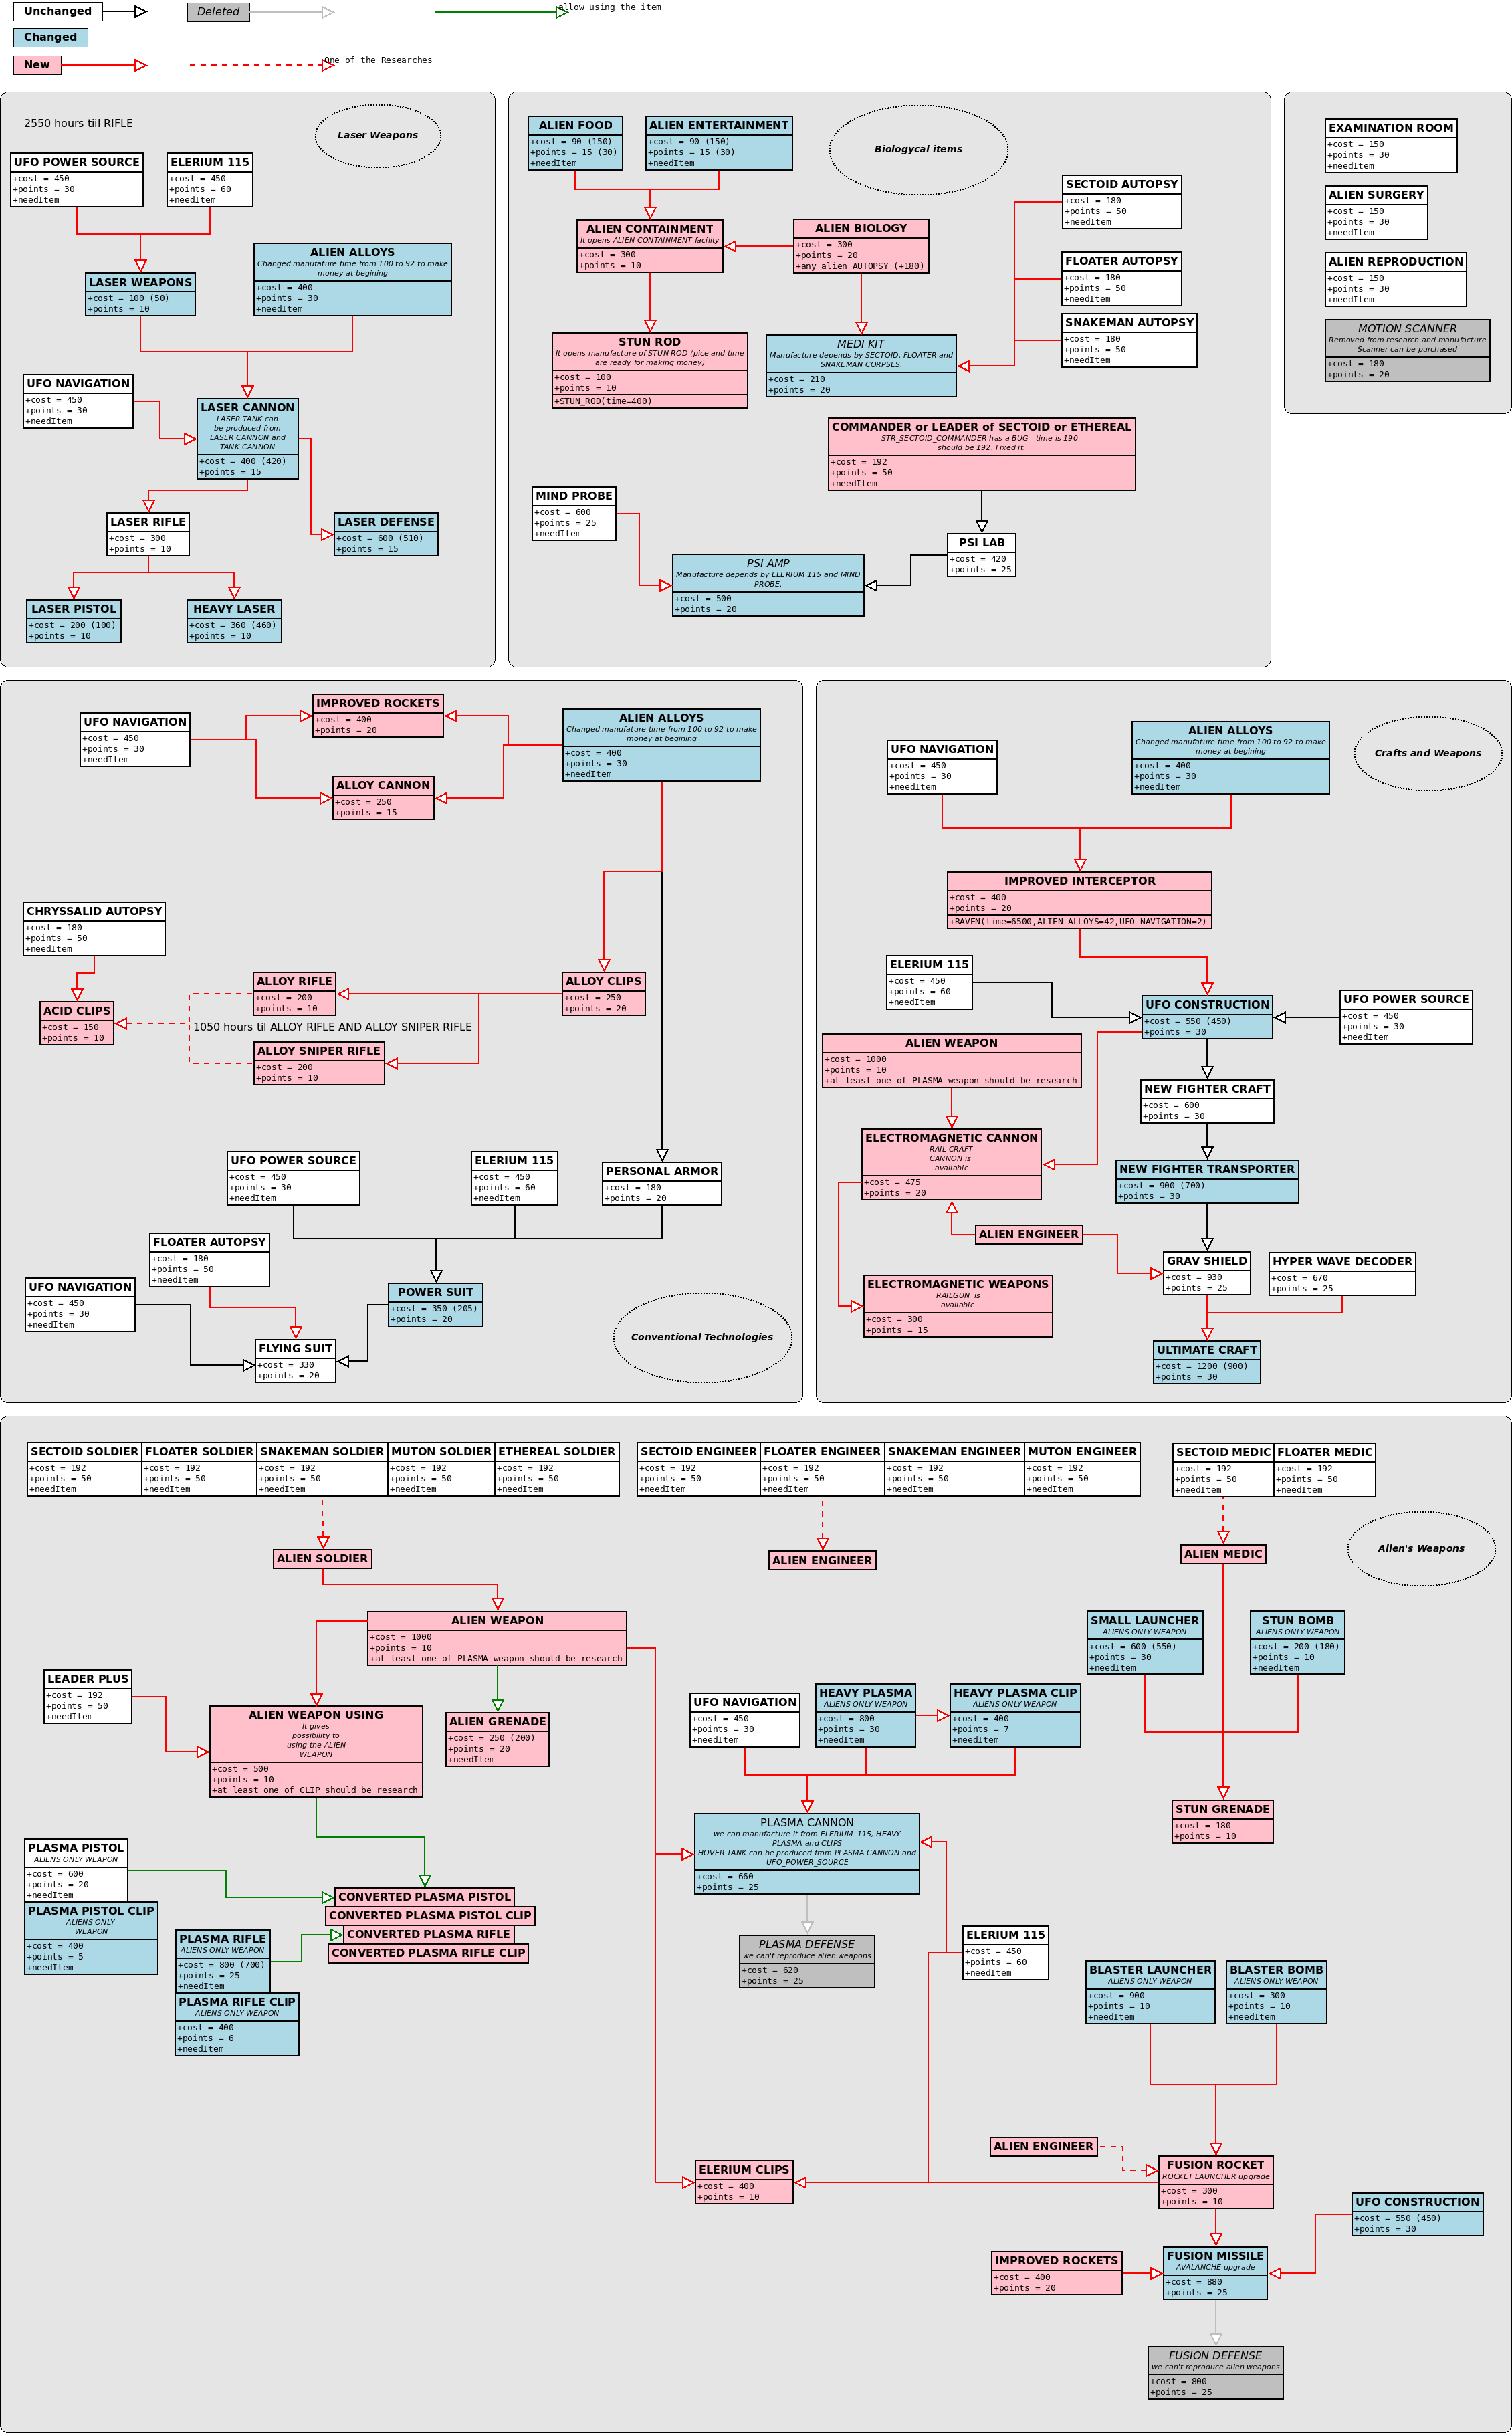 Unchanged
Deleted
allow using the item
Changed
New
One of the Researches
2550 hours tiil RIFLE
Laser Weapons
UFO POWER SOURCE
+cost = 450
+points = 30
+needItem
ELERIUM 115
+cost = 450
+points = 60
+needItem
ALIEN ALLOYS
Changed manufature time from 100 to 92 to make
money at begining
+cost = 400
+points = 30
+needItem
LASER WEAPONS
+cost = 100 (50)
+points = 10
UFO NAVIGATION
+cost = 450
+points = 30
+needItem
LASER CANNON
LASER TANK can
be produced from
LASER CANNON and
TANK CANNON
+cost = 400 (420)
+points = 15
LASER RIFLE
+cost = 300
+points = 10
LASER DEFENSE
+cost = 600 (510)
+points = 15
LASER PISTOL
+cost = 200 (100)
+points = 10
HEAVY LASER
+cost = 360 (460)
+points = 10
ALIEN FOOD
+cost = 90 (150)
+points = 15 (30)
+needItem
ALIEN ENTERTAINMENT
+cost = 90 (150)
+points = 15 (30)
+needItem
Biologycal items
SECTOID AUTOPSY
+cost = 180
+points = 50
+needItem
ALIEN CONTAINMENT
It opens ALIEN CONTAINMENT facility
+cost = 300
+points = 10
ALIEN BIOLOGY
+cost = 300
+points = 20
+any alien AUTOPSY (+180)
FLOATER AUTOPSY
+cost = 180
+points = 50
+needItem
SNAKEMAN AUTOPSY
+cost = 180
+points = 50
+needItem
STUN ROD
It opens manufacture of STUN ROD (pice and time
are ready for making money)
+cost = 100
+points = 10
+STUN_ROD(time=400)
MEDI KIT
Manufacture depends by SECTOID, FLOATER and
SNAKEMAN CORPSES.
+cost = 210
+points = 20
COMMANDER or LEADER of SECTOID or ETHEREAL
STR_SECTOID_COMMANDER has a BUG - time is 190 -
should be 192. Fixed it.
+cost = 192
+points = 50
+needItem
MIND PROBE
+cost = 600
+points = 25
+needItem
PSI LAB
+cost = 420
+points = 25
PSI AMP
Manufacture depends by ELERIUM 115 and MIND
PROBE.
+cost = 500
+points = 20
EXAMINATION ROOM
+cost = 150
+points = 30
+needItem
ALIEN SURGERY
+cost = 150
+points = 30
+needItem
ALIEN REPRODUCTION
+cost = 150
+points = 30
+needItem
MOTION SCANNER
Removed from research and manufacture
Scanner can be purchased
+cost = 180
+points = 20
UFO NAVIGATION
+cost = 450
+points = 30
+needItem
IMPROVED ROCKETS
+cost = 400
+points = 20
ALIEN ALLOYS
Changed manufature time from 100 to 92 to make
money at begining
+cost = 400
+points = 30
+needItem
ALLOY CANNON
+cost = 250
+points = 15
CHRYSSALID AUTOPSY
+cost = 180
+points = 50
+needItem
ACID CLIPS
+cost = 150
+points = 10
ALLOY RIFLE
+cost = 200
+points = 10
ALLOY CLIPS
+cost = 250
+points = 20
1050 hours til ALLOY RIFLE AND ALLOY SNIPER RIFLE
ALLOY SNIPER RIFLE
+cost = 200
+points = 10
UFO POWER SOURCE
+cost = 450
+points = 30
+needItem
ELERIUM 115
+cost = 450
+points = 60
+needItem
PERSONAL ARMOR
+cost = 180
+points = 20
FLOATER AUTOPSY
+cost = 180
+points = 50
+needItem
UFO NAVIGATION
+cost = 450
+points = 30
+needItem
POWER SUIT
+cost = 350 (205)
+points = 20
FLYING SUIT
+cost = 330
+points = 20
Conventional Technologies
UFO NAVIGATION
+cost = 450
+points = 30
+needItem
ALIEN ALLOYS
Changed manufature time from 100 to 92 to make
money at begining
+cost = 400
+points = 30
+needItem
Crafts and Weapons
IMPROVED INTERCEPTOR
+cost = 400
+points = 20
+RAVEN(time=6500,ALIEN_ALLOYS=42,UFO_NAVIGATION=2)
ELERIUM 115
+cost = 450
+points = 60
+needItem
UFO CONSTRUCTION
+cost = 550 (450)
+points = 30
UFO POWER SOURCE
+cost = 450
+points = 30
+needItem
ALIEN WEAPON
+cost = 1000
+points = 10
+at least one of PLASMA weapon should be research
NEW FIGHTER CRAFT
+cost = 600
+points = 30
ELECTROMAGNETIC CANNON
RAIL CRAFT
CANNON is
available
+cost = 475
+points = 20
NEW FIGHTER TRANSPORTER
+cost = 900 (700)
+points = 30
ALIEN ENGINEER
GRAV SHIELD
+cost = 930
+points = 25
HYPER WAVE DECODER
+cost = 670
+points = 25
ELECTROMAGNETIC WEAPONS
RAILGUN is
available
+cost = 300
+points = 15
ULTIMATE CRAFT
+cost = 1200 (900)
+points = 30
SECTOID SOLDIER
+cost = 192
+points = 50
+needItem
FLOATER SOLDIER
+cost = 192
+points = 50
+needItem
SNAKEMAN SOLDIER
+cost = 192
+points = 50
+needItem
MUTON SOLDIER
+cost = 192
+points = 50
+needItem
ETHEREAL SOLDIER
+cost = 192
+points = 50
+needItem
SECTOID ENGINEER
+cost = 192
+points = 50
+needItem
FLOATER ENGINEER
+cost = 192
+points = 50
+needItem
SNAKEMAN ENGINEER
+cost = 192
+points = 50
+needItem
MUTON ENGINEER
+cost = 192
+points = 50
+needItem
SECTOID MEDIC
+cost = 192
+points = 50
+needItem
FLOATER MEDIC
+cost = 192
+points = 50
+needItem
Alien's Weapons
ALIEN SOLDIER
ALIEN ENGINEER
ALIEN MEDIC
ALIEN WEAPON
+cost = 1000
+points = 10
+at least one of PLASMA weapon should be research
SMALL LAUNCHER
ALIENS ONLY WEAPON
+cost = 600 (550)
+points = 30
+needItem
STUN BOMB
ALIENS ONLY WEAPON
+cost = 200 (180)
+points = 10
+needItem
LEADER PLUS
+cost = 192
+points = 50
+needItem
ALIEN WEAPON USING
It gives
possibility to
using the ALIEN
WEAPON
+cost = 500
+points = 10
+at least one of CLIP should be research
ALIEN GRENADE
+cost = 250 (200)
+points = 20
+needItem
UFO NAVIGATION
+cost = 450
+points = 30
+needItem
HEAVY PLASMA
ALIENS ONLY WEAPON
+cost = 800
+points = 30
+needItem
HEAVY PLASMA CLIP
ALIENS ONLY WEAPON
+cost = 400
+points = 7
+needItem
STUN GRENADE
+cost = 180
+points = 10
PLASMA CANNON
we can manufacture it from ELERIUM_115, HEAVY
PLASMA and CLIPS
HOVER TANK can be produced from PLASMA CANNON and
UFO_POWER_SOURCE
+cost = 660
+points = 25
PLASMA PISTOL
ALIENS ONLY WEAPON
+cost = 600
+points = 20
+needItem
PLASMA PISTOL CLIP
ALIENS ONLY
WEAPON
+cost = 400
+points = 5
+needItem
PLASMA RIFLE
ALIENS ONLY WEAPON
+cost = 800 (700)
+points = 25
+needItem
PLASMA RIFLE CLIP
ALIENS ONLY WEAPON
+cost = 400
+points = 6
+needItem
CONVERTED PLASMA PISTOL
CONVERTED PLASMA PISTOL CLIP
CONVERTED PLASMA RIFLE
CONVERTED PLASMA RIFLE CLIP
PLASMA DEFENSE
we can't reproduce alien weapons
+cost = 620
+points = 25
ELERIUM 115
+cost = 450
+points = 60
+needItem
BLASTER LAUNCHER
ALIENS ONLY WEAPON
+cost = 900
+points = 10
+needItem
BLASTER BOMB
ALIENS ONLY WEAPON
+cost = 300
+points = 10
+needItem
ALIEN ENGINEER
ELERIUM CLIPS
+cost = 400
+points = 10
FUSION ROCKET
ROCKET LAUNCHER upgrade
+cost = 300
+points = 10
UFO CONSTRUCTION
+cost = 550 (450)
+points = 30
IMPROVED ROCKETS
+cost = 400
+points = 20
FUSION MISSILE
AVALANCHE upgrade
+cost = 880
+points = 25
FUSION DEFENSE
we can't reproduce alien weapons
+cost = 800
+points = 25